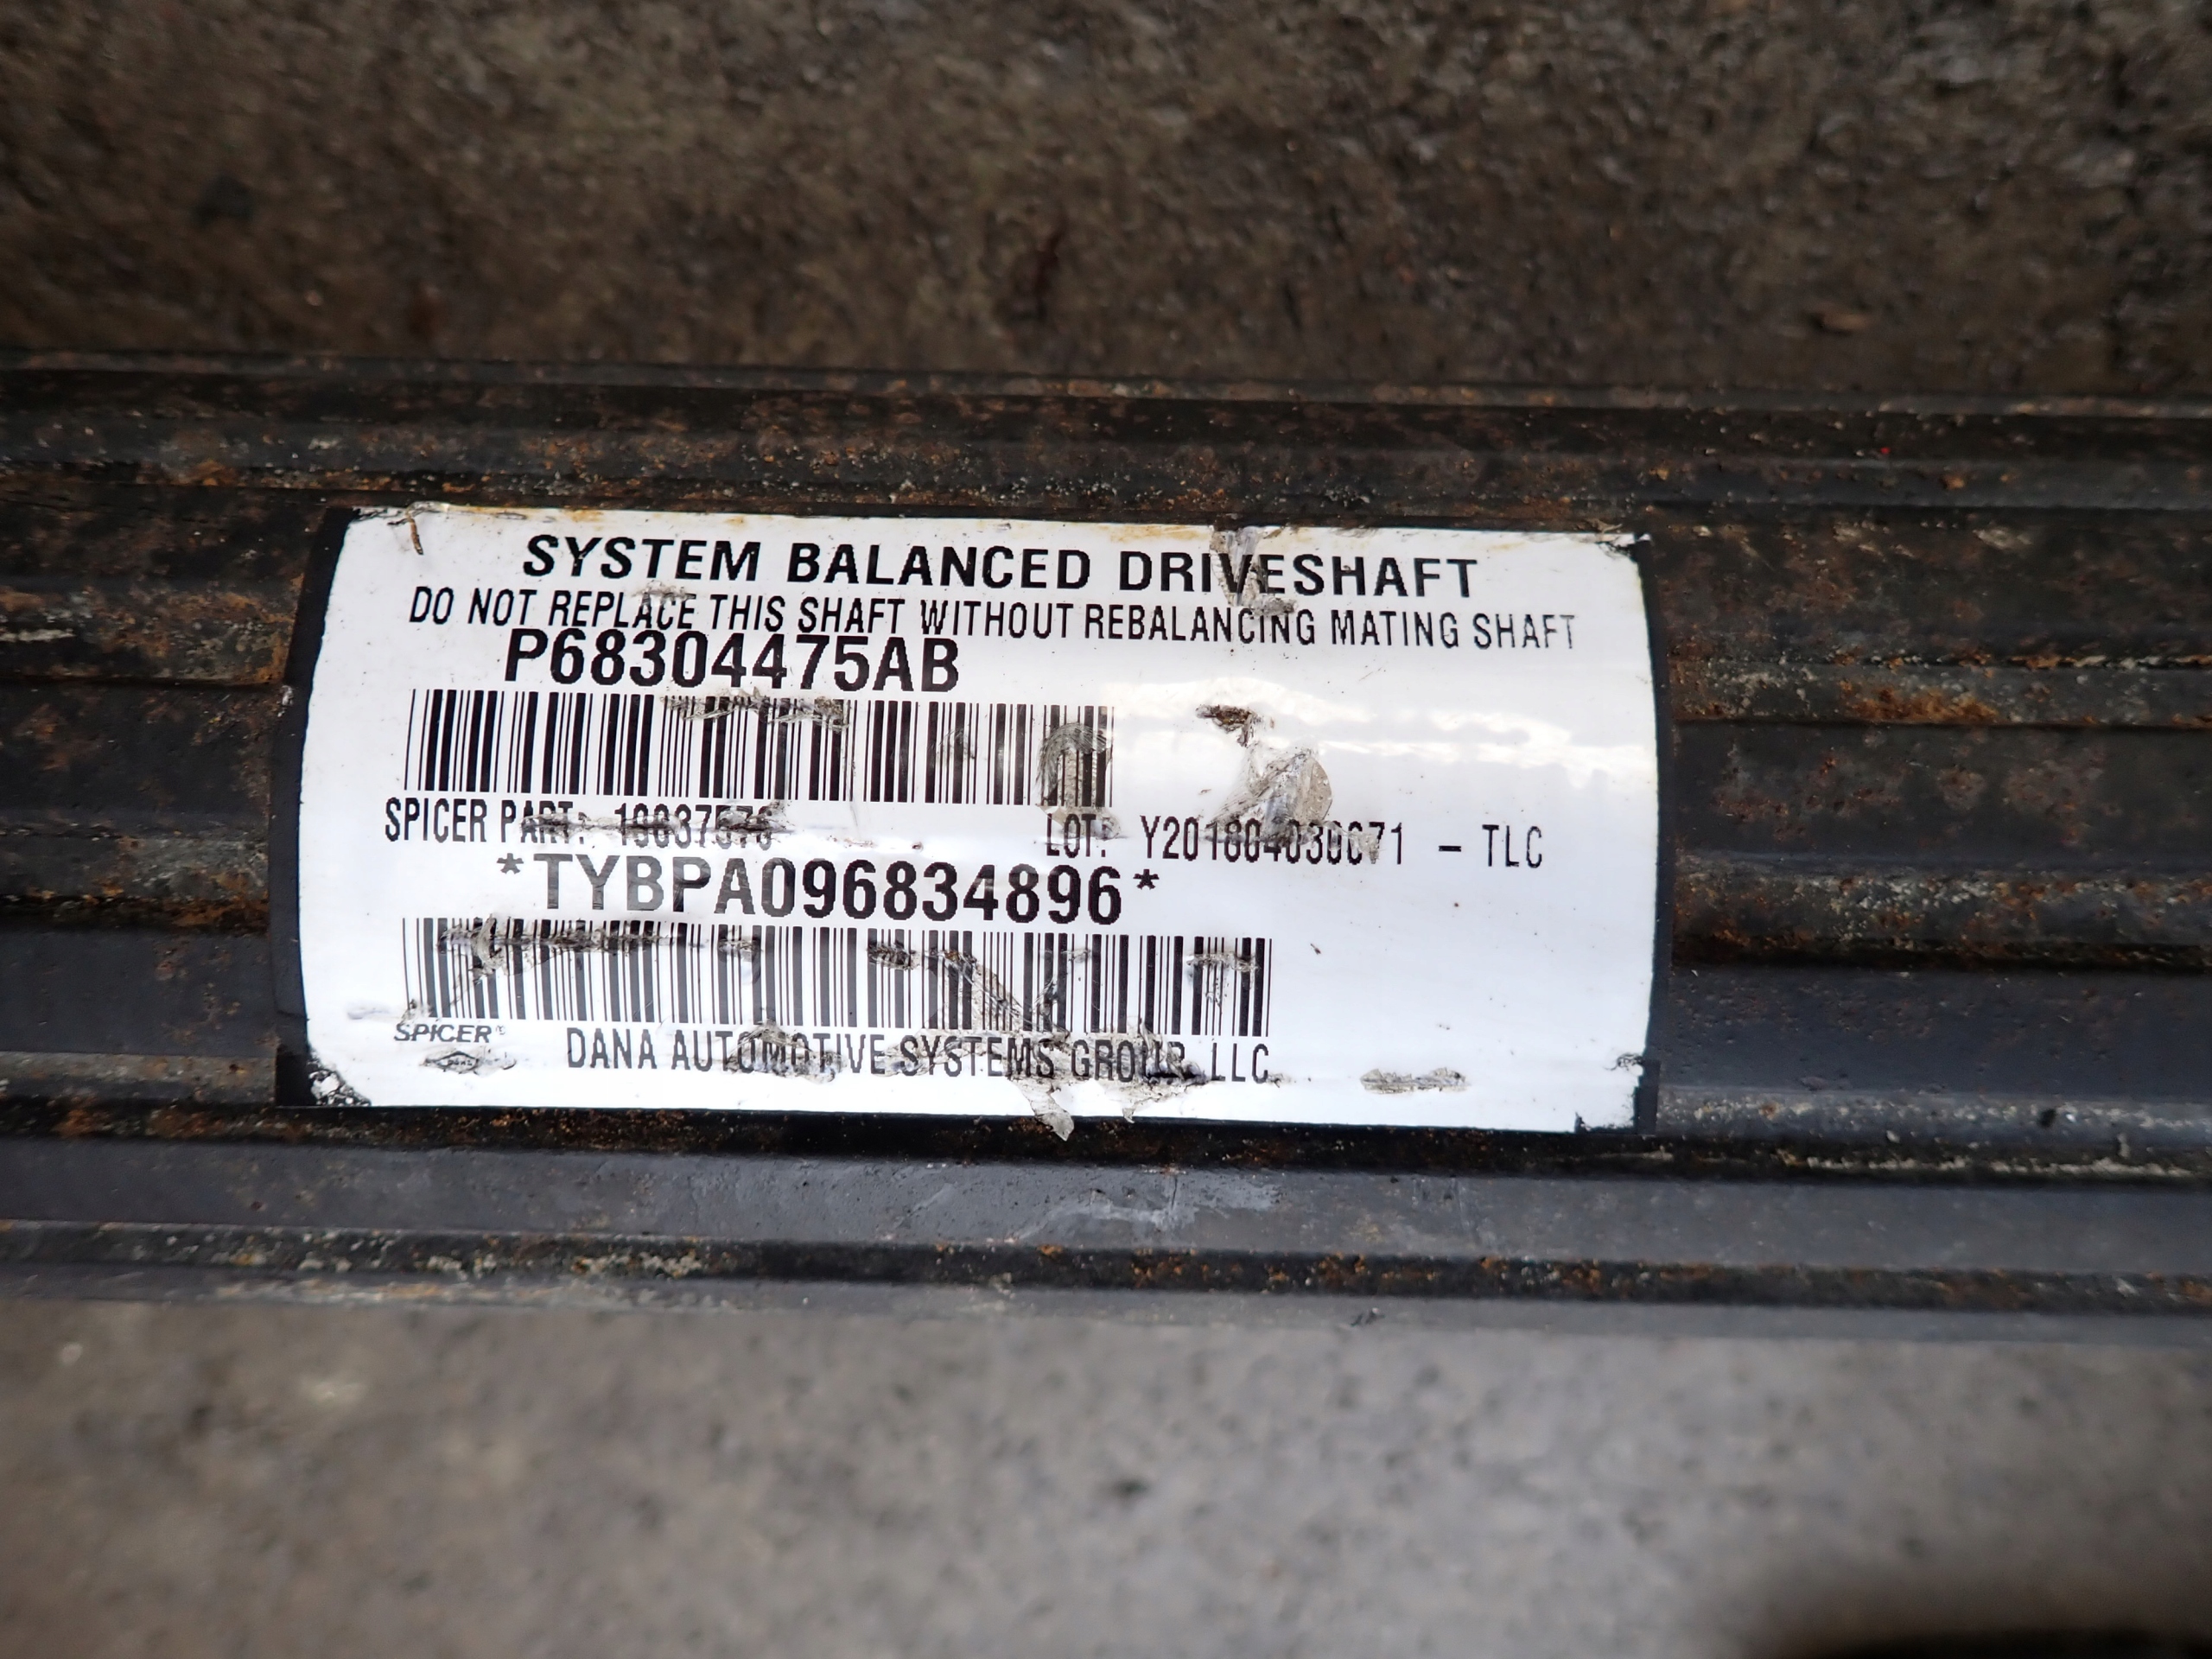 SYSTEM BALANCED DRIVESHAFT
DO NOT REPLACE THIS SHAFT WITHOUT REBALANCING MATING SHAFT
P68304475AB
SPICER PART: LOT: - TLC
*TYBPA096834896*
SPICER® DANA AUTOMOTIVE SYSTEMS GROUP, LLC